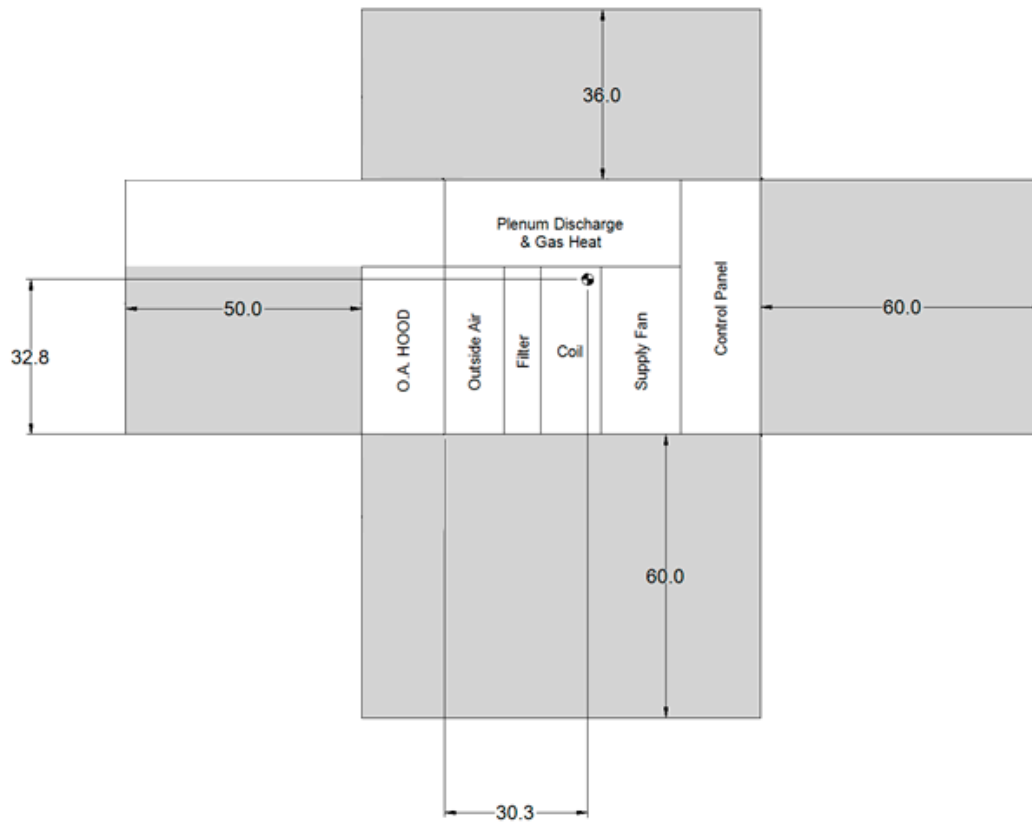 36.0
Plenum Discharge
& Gas Heat
50.0
O.A. HOOD
Outside Air
Filter
Coil
Supply Fan
Control Panel
60.0
32.8
60.0
30.3